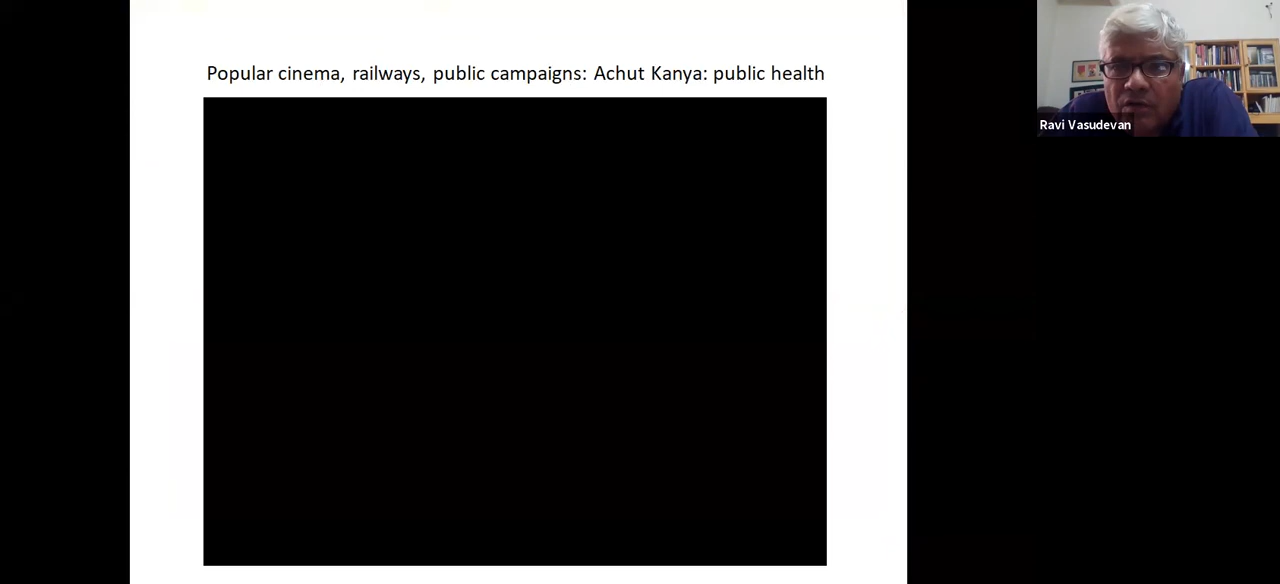 Popular cinema, railways, public campaigns: Achut Kanya: public health
Ravi Vasudevan